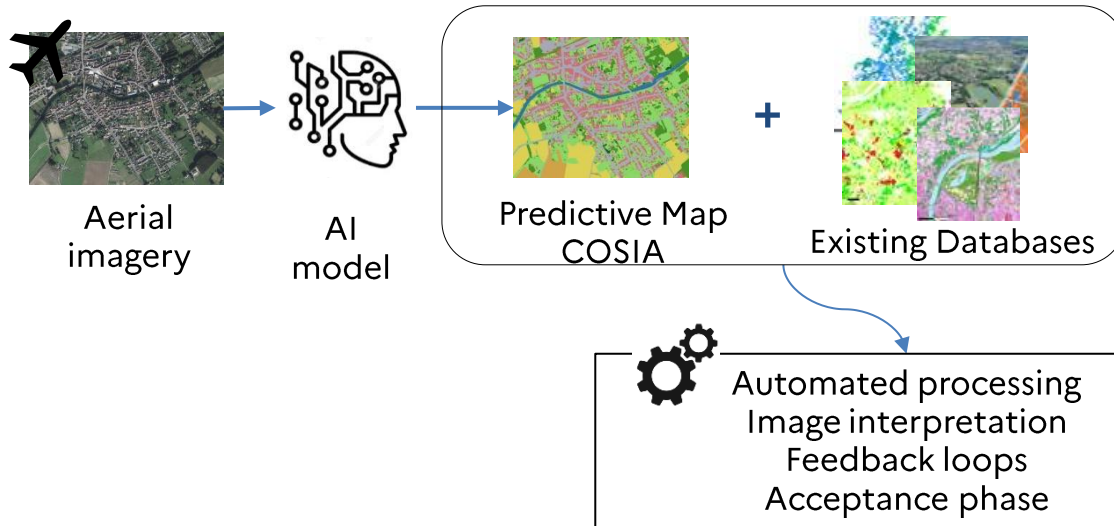 Aerial
imagery
AI
model
Predictive Map
COSIA
Existing Databases
Automated processing
Image interpretation
Feedback loops
Acceptance phase